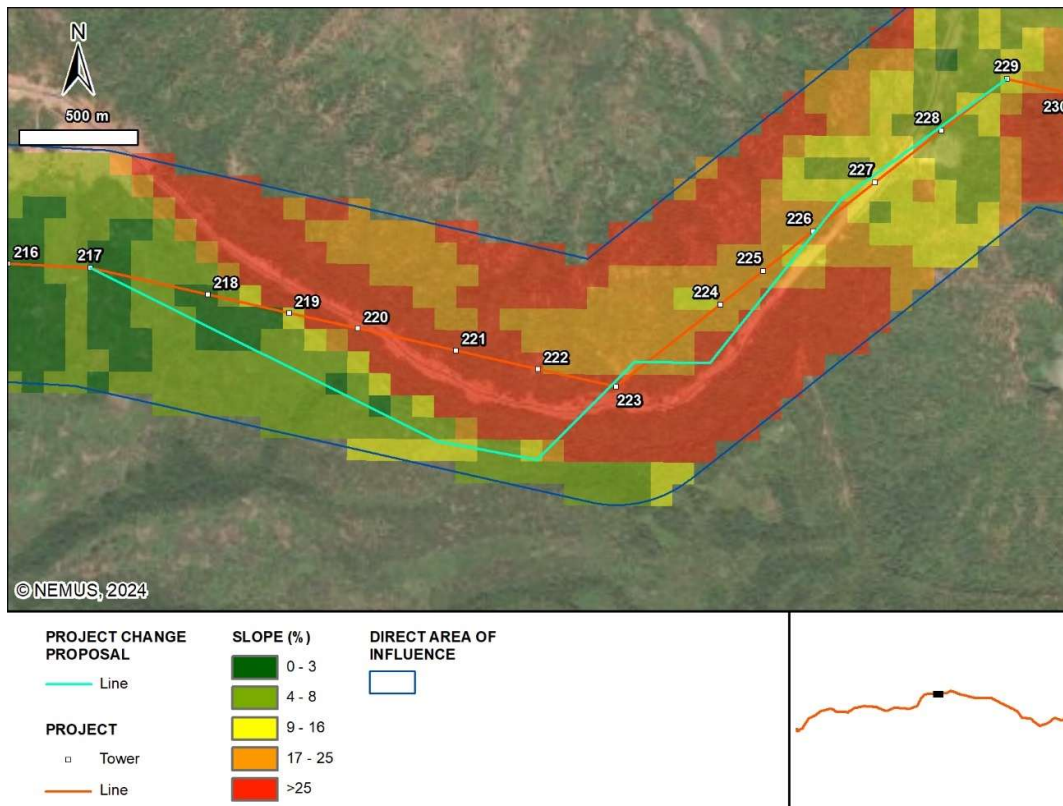 N
500 m
216
217
218
219
220
221
222
223
224
225
226
227
228
229
230
© NEMUS, 2024
PROJECT CHANGE
PROPOSAL
Line
PROJECT
Tower
Line
SLOPE (%)
0 - 3
4 - 8
9 - 16
17 - 25
>25
DIRECT AREA OF
INFLUENCE